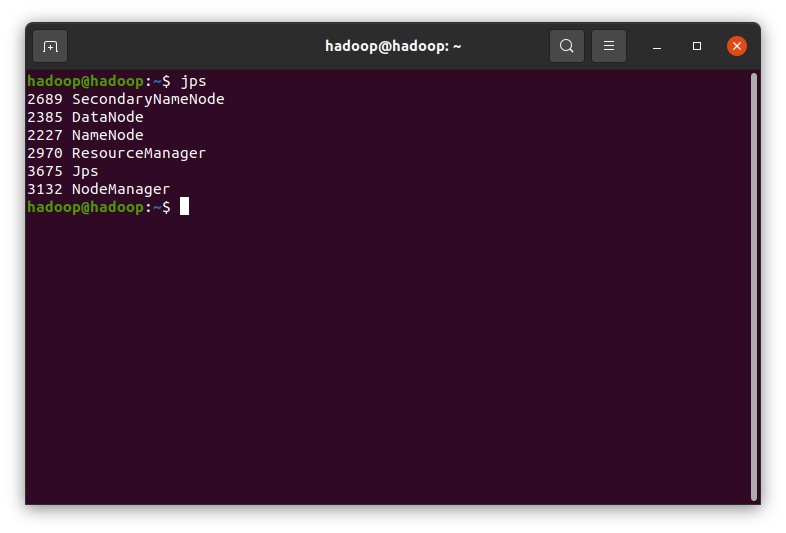 hadoop@hadoop: ~
hadoop@hadoop:~$ jps
2689 SecondaryNameNode
2385 DataNode
2227 NameNode
2970 ResourceManager
3675 Jps
3132 NodeManager
hadoop@hadoop:~$